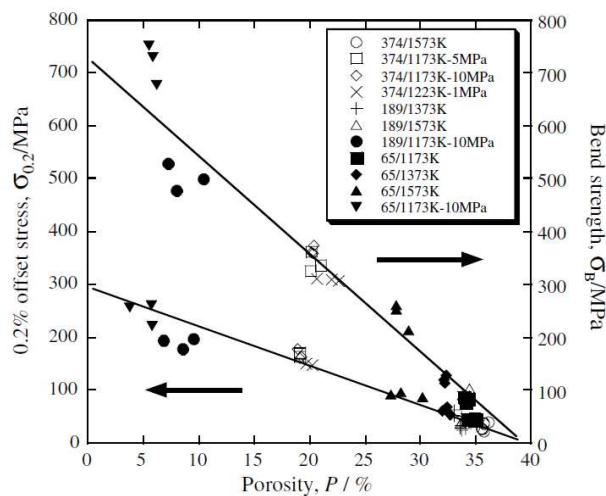 800
700
600
500
400
300
200
100
0
0.2% offset stress, σ0.2/MPa
374/1573K
374/1173K-5MPa
374/1173K-10MPa
374/1223K-1MPa
189/1373K
189/1573K
189/1173K-10MPa
65/1173K
65/1373K
65/1573K
65/1173K-10MPa
800
700
600
500
400
300
200
100
0
Bend strength, σB/MPa
0 5 10 15 20 25 30 35 40
Porosity, P / %